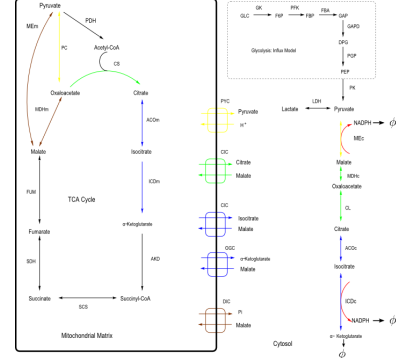 Pyruvate
MEm
PDH
PC
Acetyl-CoA
CS
Oxaloacetate
Citrate
MDHm
ACOm
Malate
Isocitrate
FUM
TCA Cycle
ICDm
Fumarate
α-Ketoglutarate
SDH
AKD
Succinate
SCS
Succinyl-CoA
Mitochondrial Matrix
PYC
Pyruvate
H+
CIC
Citrate
Malate
CIC
Isocitrate
Malate
OGC
α-Ketoglutarate
Malate
DIC
Pi
Malate
GK
PFK
FBA
GLC
F6P
FBP
GAP
GAPD
DPG
Glycolysis: Influx Model
PGP
PEP
PK
Lactate
LDH
Pyruvate
NADPH
ϕ
MEc
Malate
MDHc
Oxaloacetate
CL
Citrate
ACOc
Isocitrate
ICDc
NADPH
ϕ
α- Ketoglutarate
ϕ
Cytosol